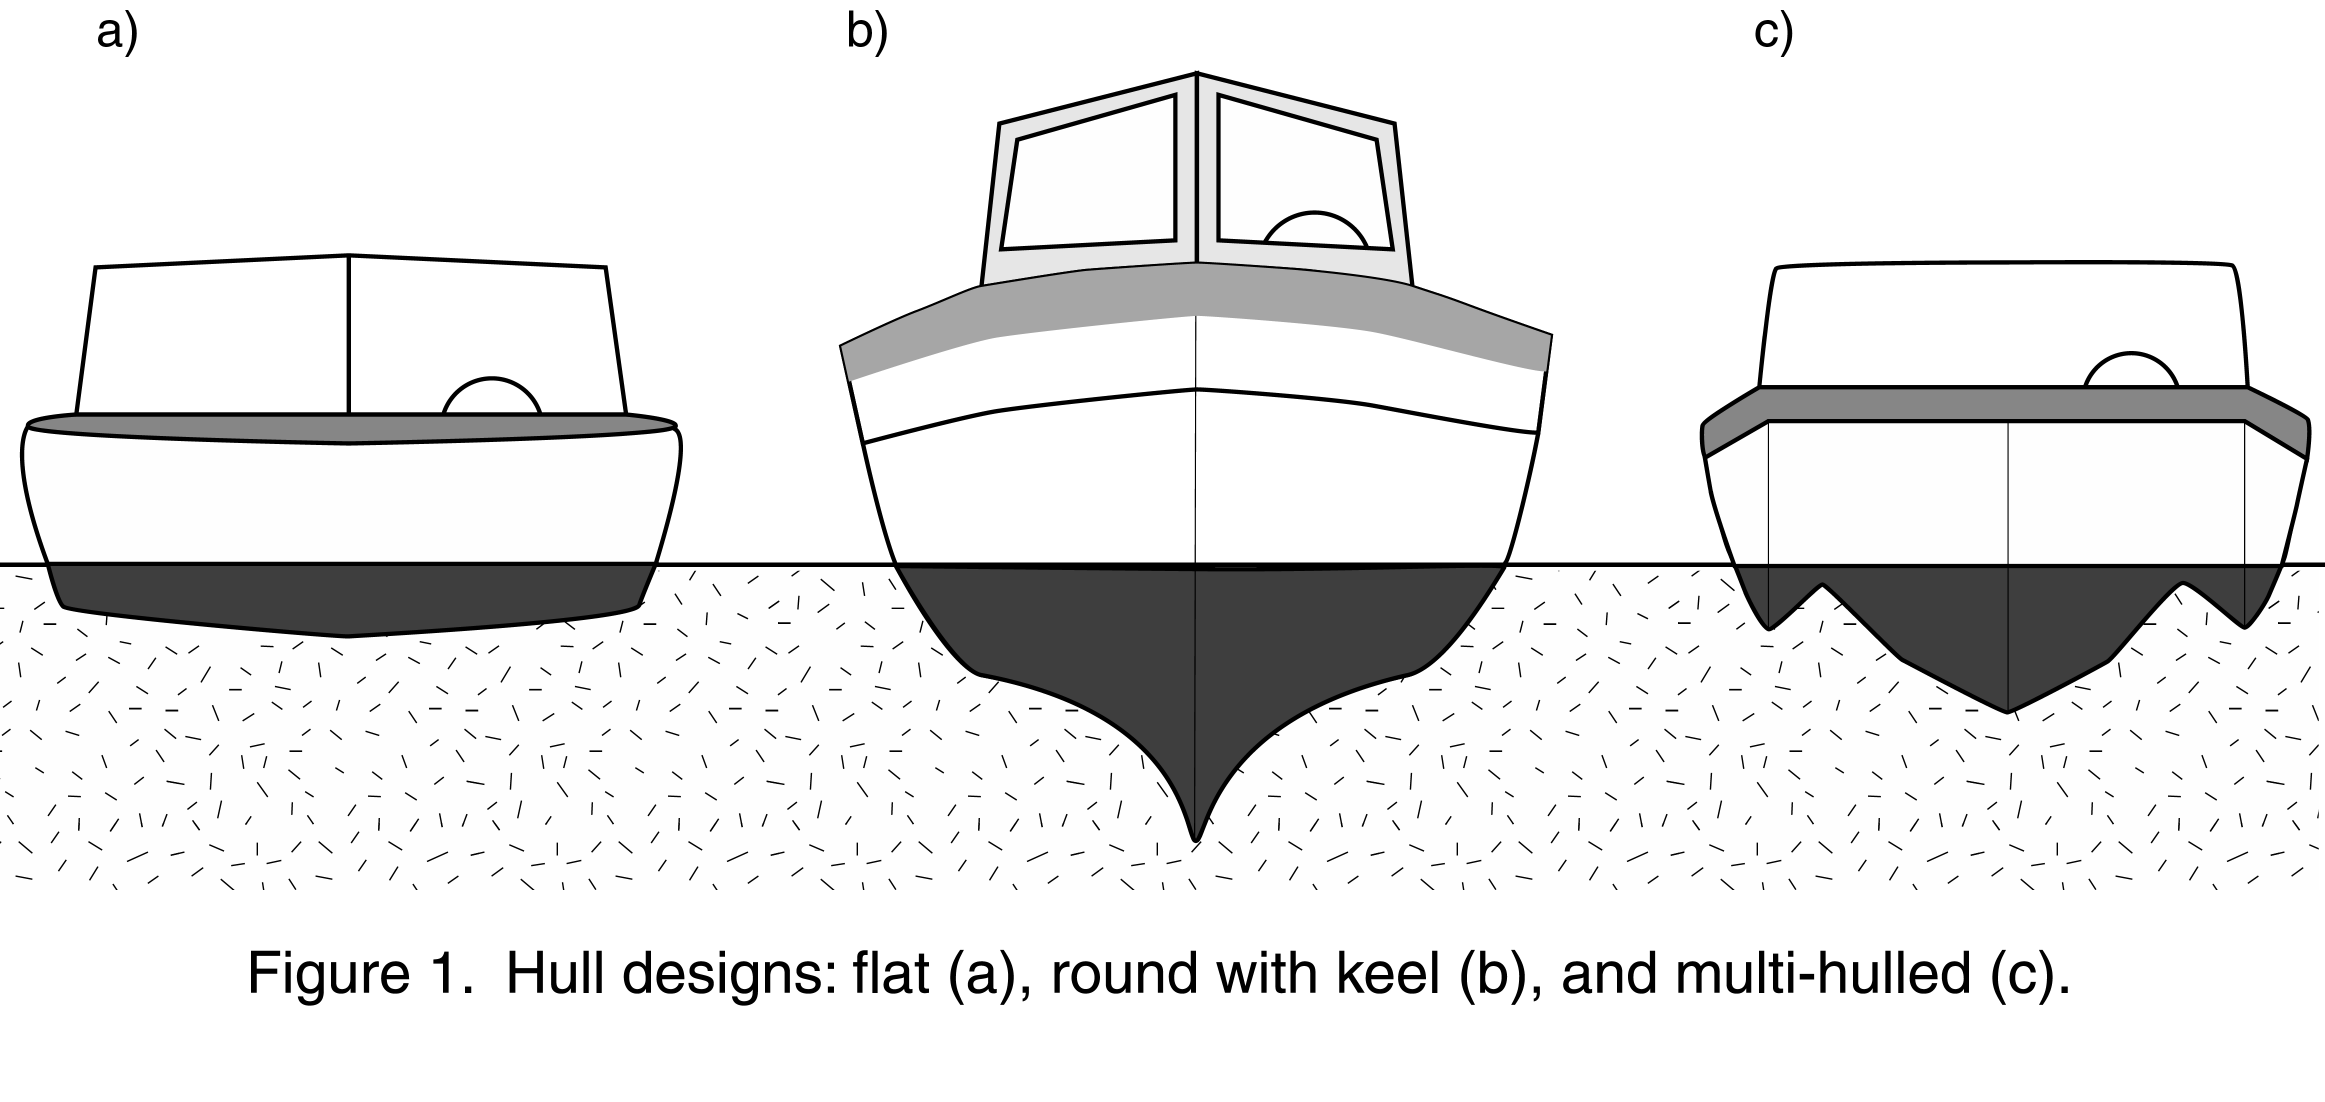 a) b) c)
Figure 1. Hull designs: flat (a), round with keel (b), and multi-hulled (c).